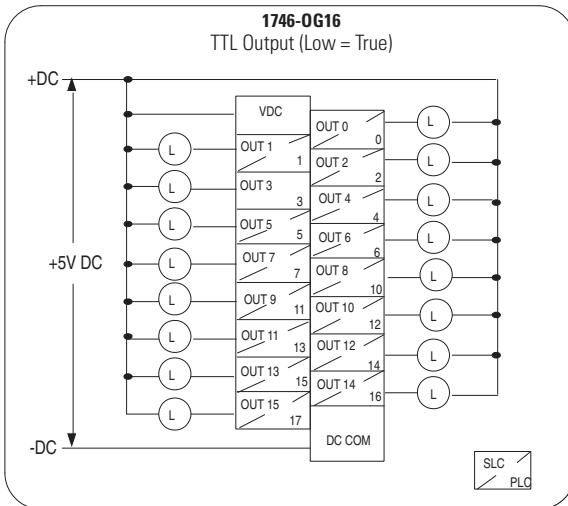 1746-OG16
TTL Output (Low = True)
+DC
VDC
OUT 0
0
L
L
OUT 1
1
OUT 2
2
L
L
OUT 3
3
OUT 4
4
L
L
OUT 5
5
OUT 6
6
L
+5V DC
L
OUT 7
7
OUT 8
10
L
L
OUT 9
11
OUT 10
12
L
L
OUT 11
13
OUT 12
14
L
L
OUT 13
15
OUT 14
16
L
L
OUT 15
17
-DC
DC COM
SLC
PLC